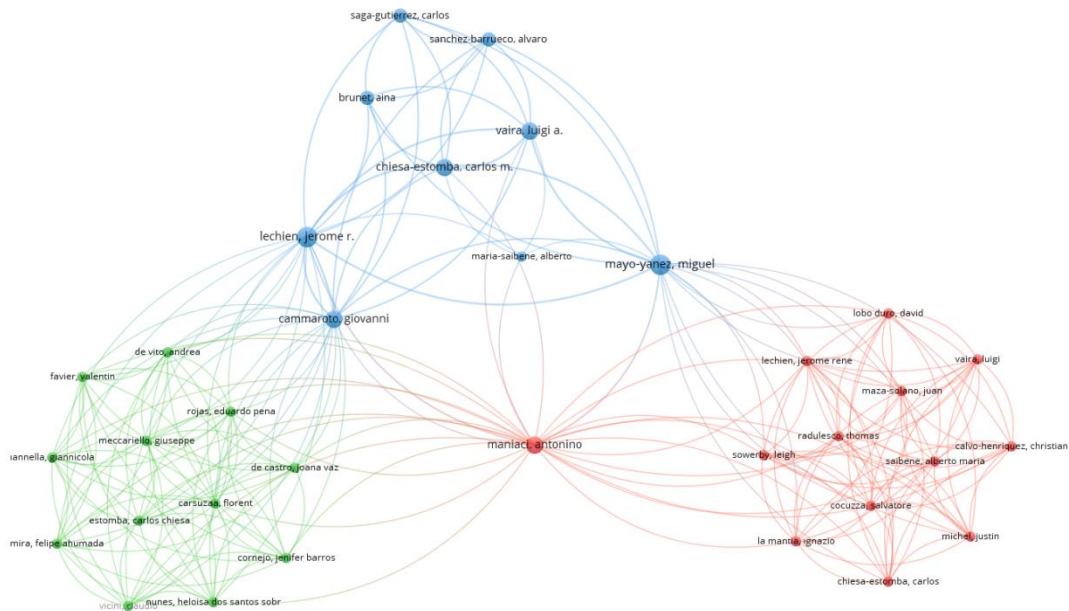 saga-gutierrez, carlos
sanchez-barrueco, alvaro
brunet, aina
vaira, luigi a.
chiesa-estomba, carlos m.
lechien, jerome r.
maria-saibene, alberto
mayo-yanez, miguel
cammaroto, giovanni
lobo duro, david
de vito, andrea
lechien, jerome rene
vaira, luigi
favier, valentin
maza-solano, juan
rojas, eduardo pena
meccariello, giuseppe
maniaci, antonino
radulesco, thomas
calvo-henriquez, christian
iannella, giannicola
sowerby, leigh
saibene, alberto maria
de castro, joana vaz
carsuzaa, florent
cocuzza, salvatore
estomba, carlos chiesa
mira, felipe ahumada
la mantia, ignazio
michel, justin
cornejo, jenifer barros
chiesa-estomba, carlos
vicini, claudio
nunes, heloisa dos santos sobr